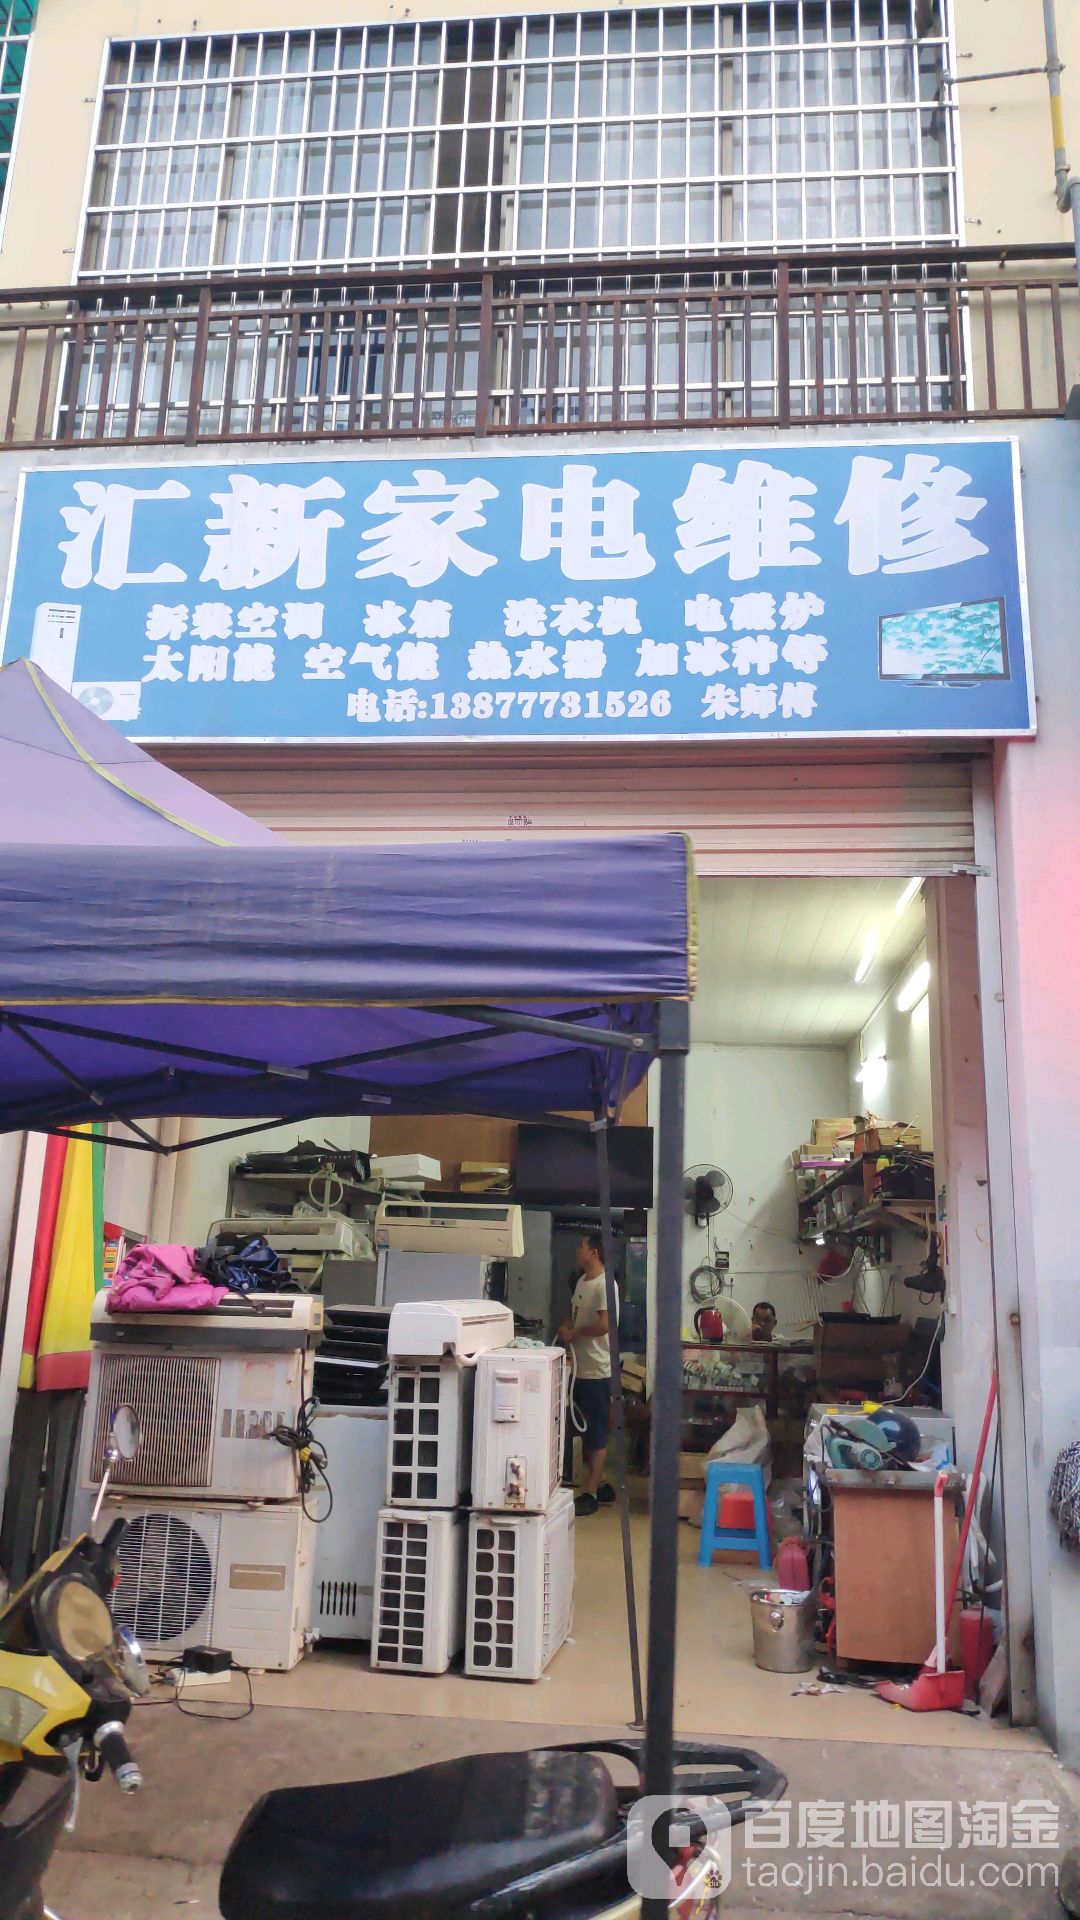 汇新家电维修
拆装空调 冰箱 洗衣机 电磁炉
太阳能 空气能 热水器 加冰种等
电话:13877731526 朱师傅
百度地图淘金
taojin.baidu.com